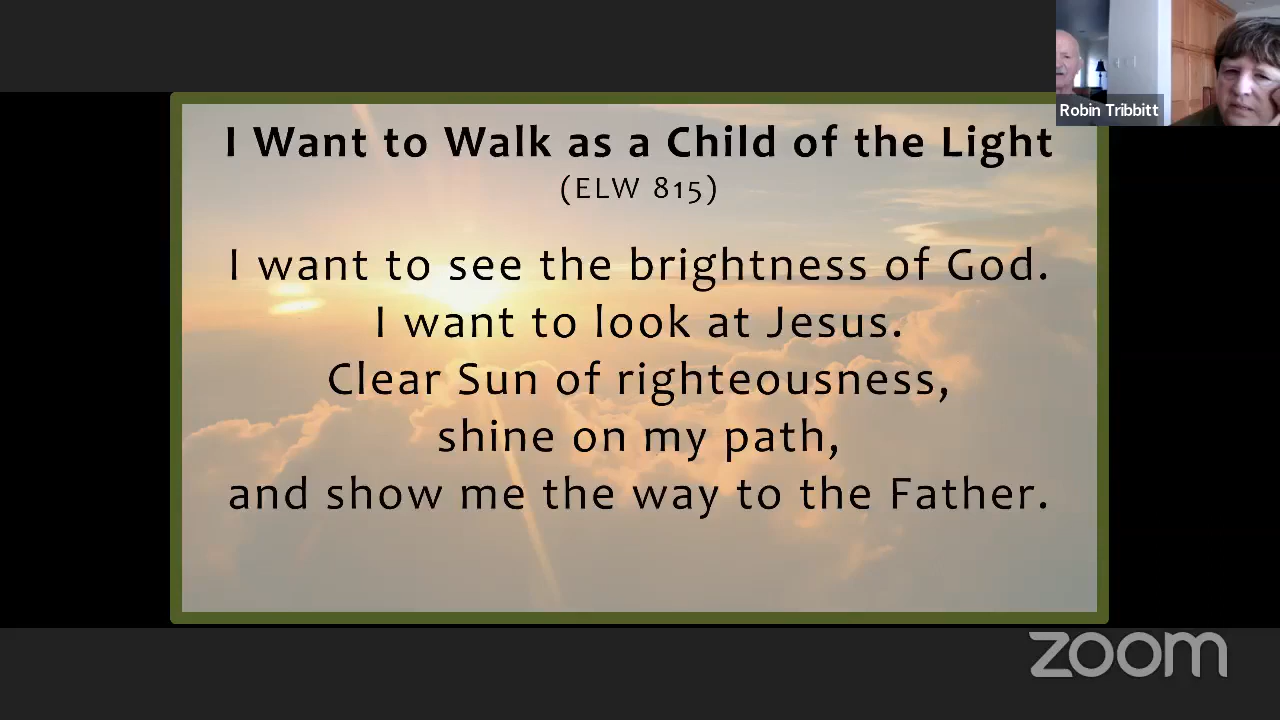 Robin Tribbitt
I Want to Walk as a Child of the Light
(ELW 815)
I want to see the brightness of God.
I want to look at Jesus.
Clear Sun of righteousness,
shine on my path,
and show me the way to the Father.
zoom